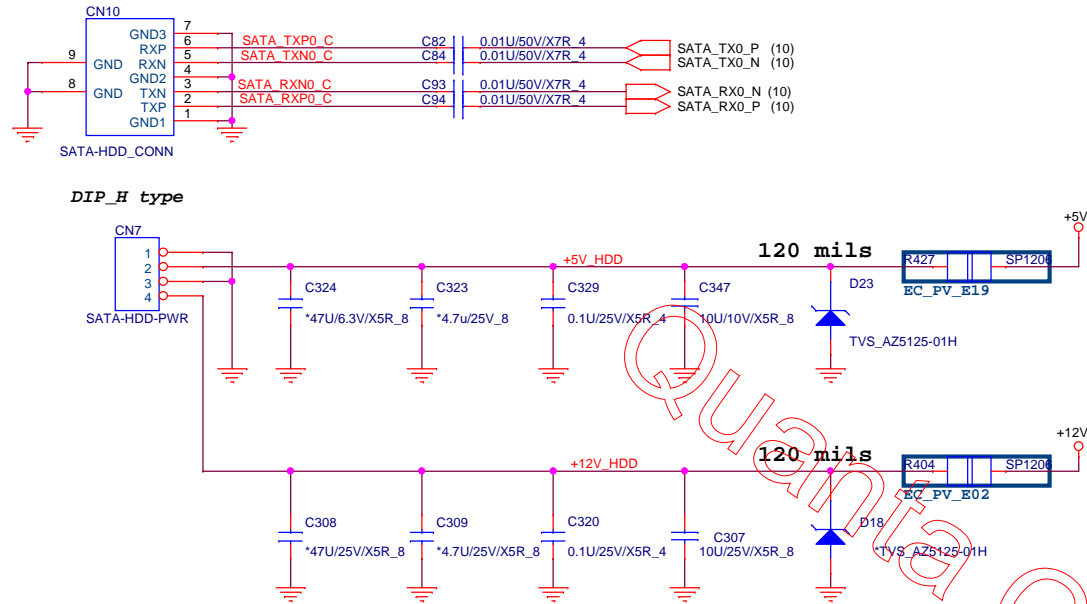 CN10
GND3 7
RXP 6 SATA_TXP0_C C82 0.01U/50V/X7R_4 SATA_TX0_P (10)
9 GND RXN 5 SATA_TXN0_C C84 0.01U/50V/X7R_4 SATA_TX0_N (10)
GND2 4
8 GND TXN 3 SATA_RXN0_C C93 0.01U/50V/X7R_4 SATA_RX0_N (10)
TXP 2 SATA_RXP0_C C94 0.01U/50V/X7R_4 SATA_RX0_P (10)
GND1 1
SATA-HDD_CONN
DIP_H type
CN7
+5V
1
2 +5V_HDD 120 mils R427 SP1206
3
4
EC_PV_E19
SATA-HDD-PWR
C324 C323 C329 C347 D23
*47U/6.3V/X5R_8 *4.7u/25V_8 0.1U/25V/X5R_4 10U/10V/X5R_8
TVS_AZ5125-01H
+12V
+12V_HDD 120 mils R404 SP1206
EC_PV_E02
C308 C309 C320 C307 D18
*47U/25V/X5R_8 *4.7U/25V/X5R_8 0.1U/25V/X5R_4 10U/25V/X5R_8 *TVS_AZ5125-01H
Quanta C